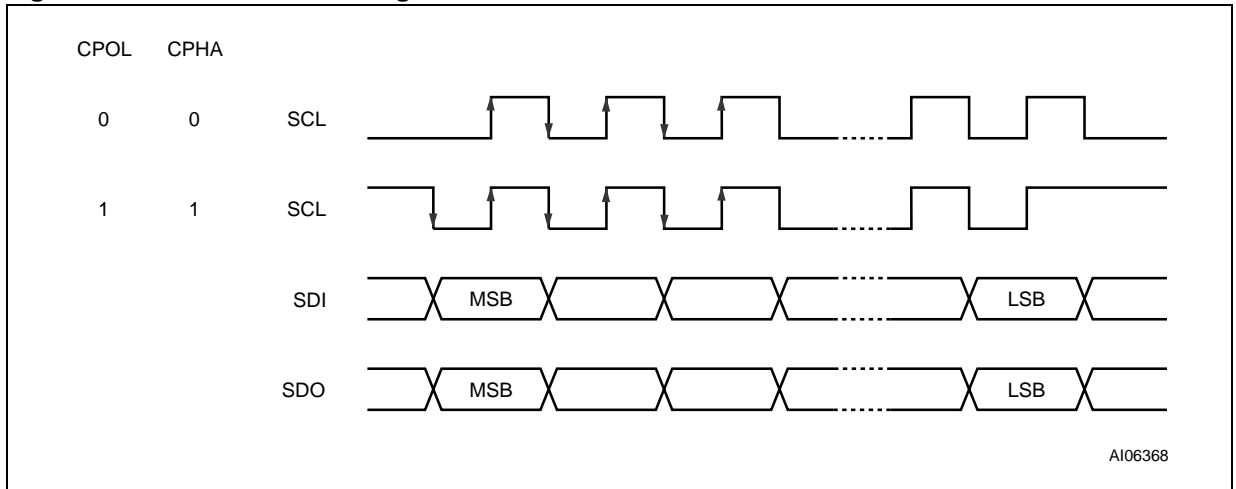 CPOL CPHA
0 0 SCL
1 1 SCL
SDI MSB LSB
SDO MSB LSB
AI06368